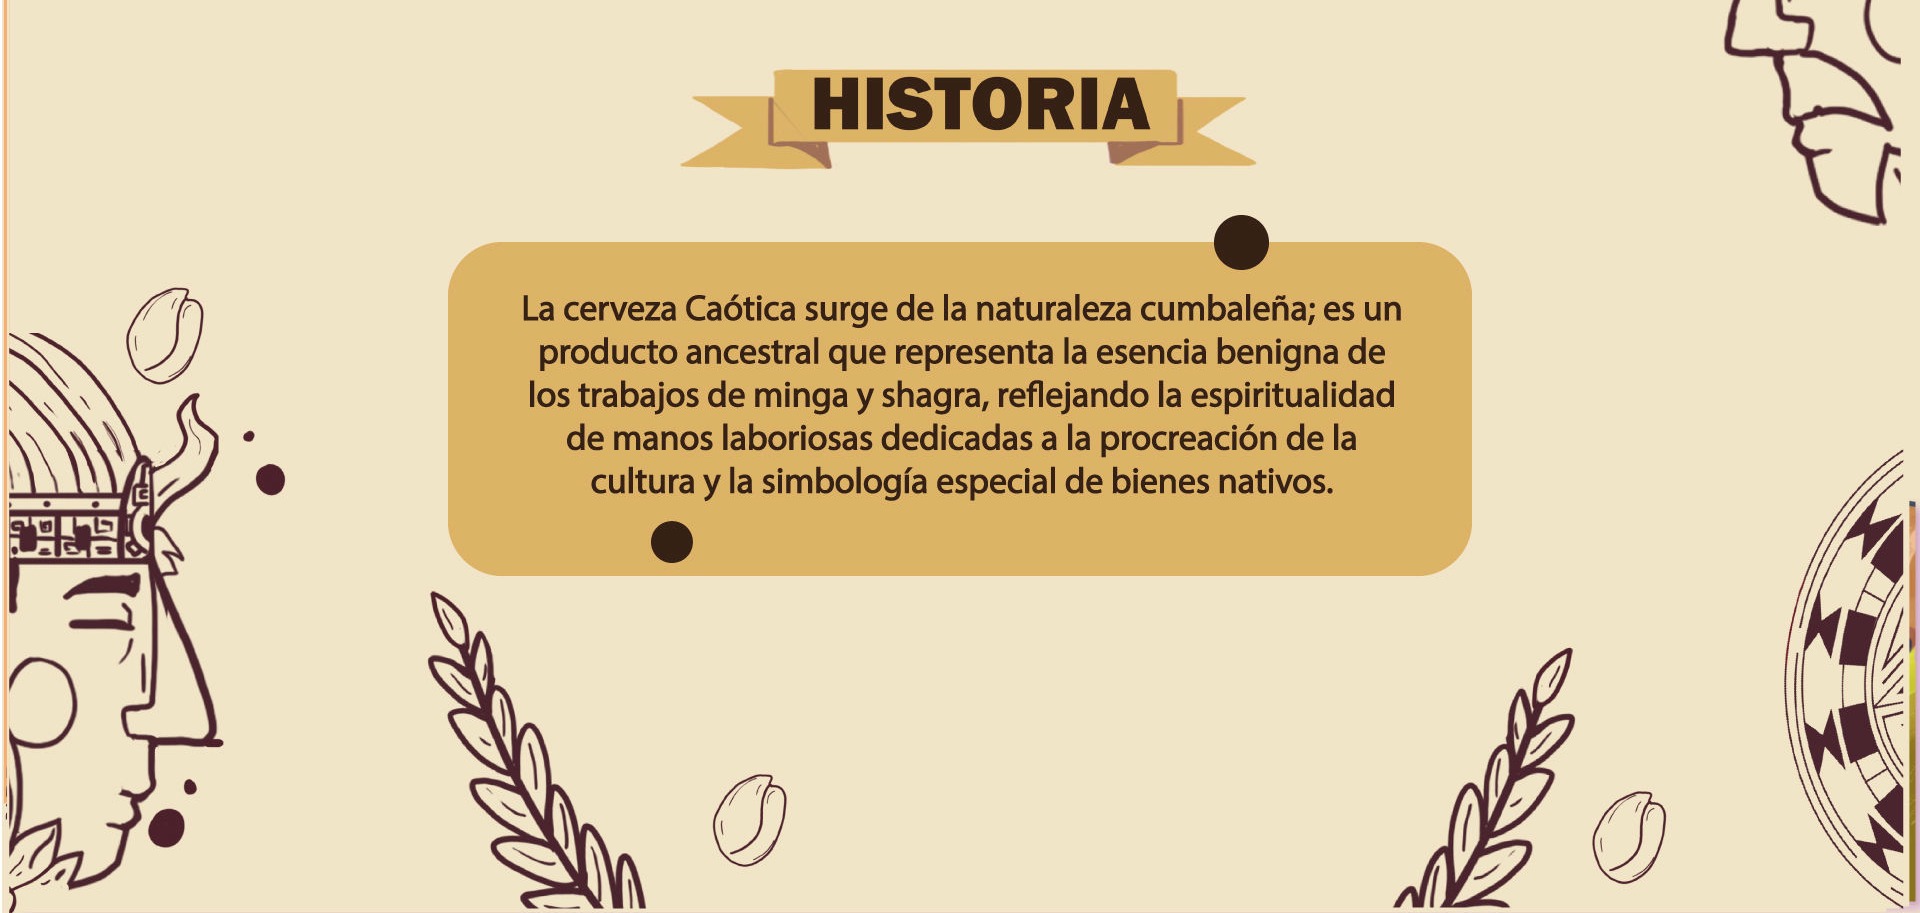 HISTORIA
La cerveza Caótica surge de la naturaleza cumbaleña; es un
producto ancestral que representa la esencia benigna de
los trabajos de minga y shagra, reflejando la espiritualidad
de manos laboriosas dedicadas a la procreación de la
cultura y la simbología especial de bienes nativos.